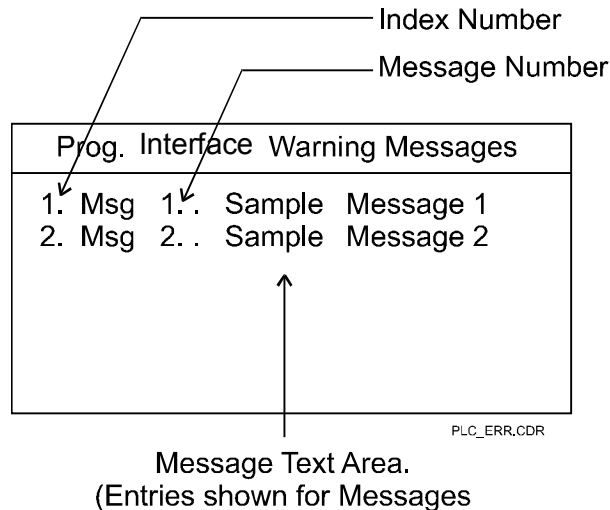 Index Number
Message Number
Prog. Interface Warning Messages
1. Msg 1. . Sample Message 1
2. Msg 2. . Sample Message 2
PLC_ERR.CDR
Message Text Area.
(Entries shown for Messages